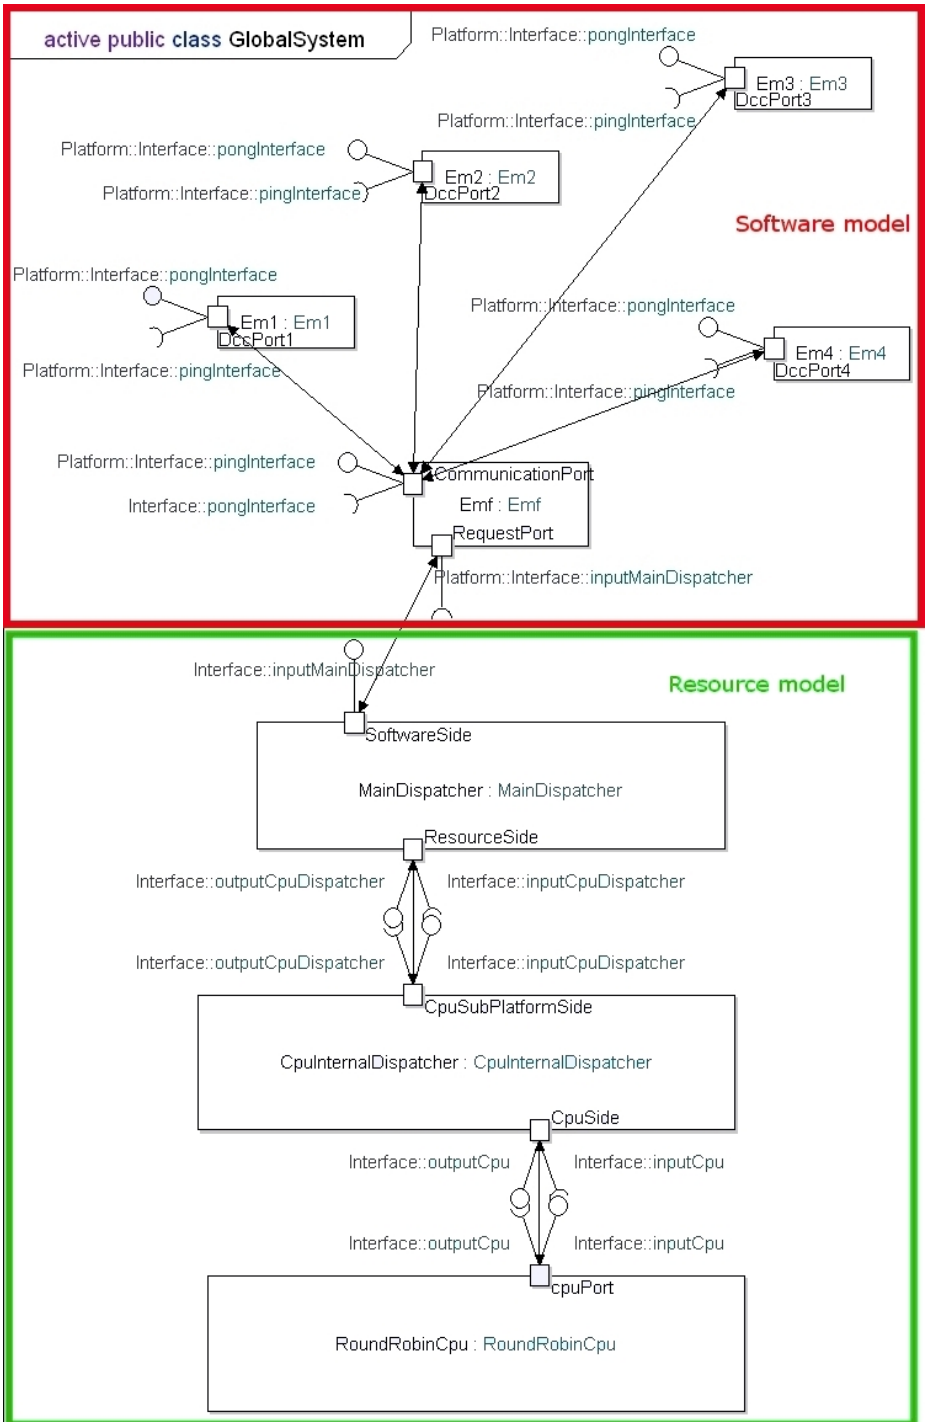 active public class GlobalSystem
Platform::Interface::pongInterface
Em3 : Em3
DccPort3
Platform::Interface::pingInterface
Platform::Interface::pongInterface
Em2 : Em2
Platform::Interface::pingInterface
DccPort2
Software model
Platform::Interface::pongInterface
Em1 : Em1
DccPort1
Platform::Interface::pingInterface
Platform::Interface::pongInterface
Em4 : Em4
DccPort4
Platform::Interface::pingInterface
Platform::Interface::pingInterface
CommunicationPort
Interface::pongInterface
Emf : Emf
RequestPort
Platform::Interface::inputMainDispatcher
Interface::inputMainDispatcher
Resource model
SoftwareSide
MainDispatcher : MainDispatcher
ResourceSide
Interface::outputCpuDispatcher
Interface::inputCpuDispatcher
Interface::outputCpuDispatcher
Interface::inputCpuDispatcher
CpuSubPlatformSide
CpuInternalDispatcher : CpuInternalDispatcher
CpuSide
Interface::outputCpu
Interface::inputCpu
Interface::outputCpu
Interface::inputCpu
cpuPort
RoundRobinCpu : RoundRobinCpu